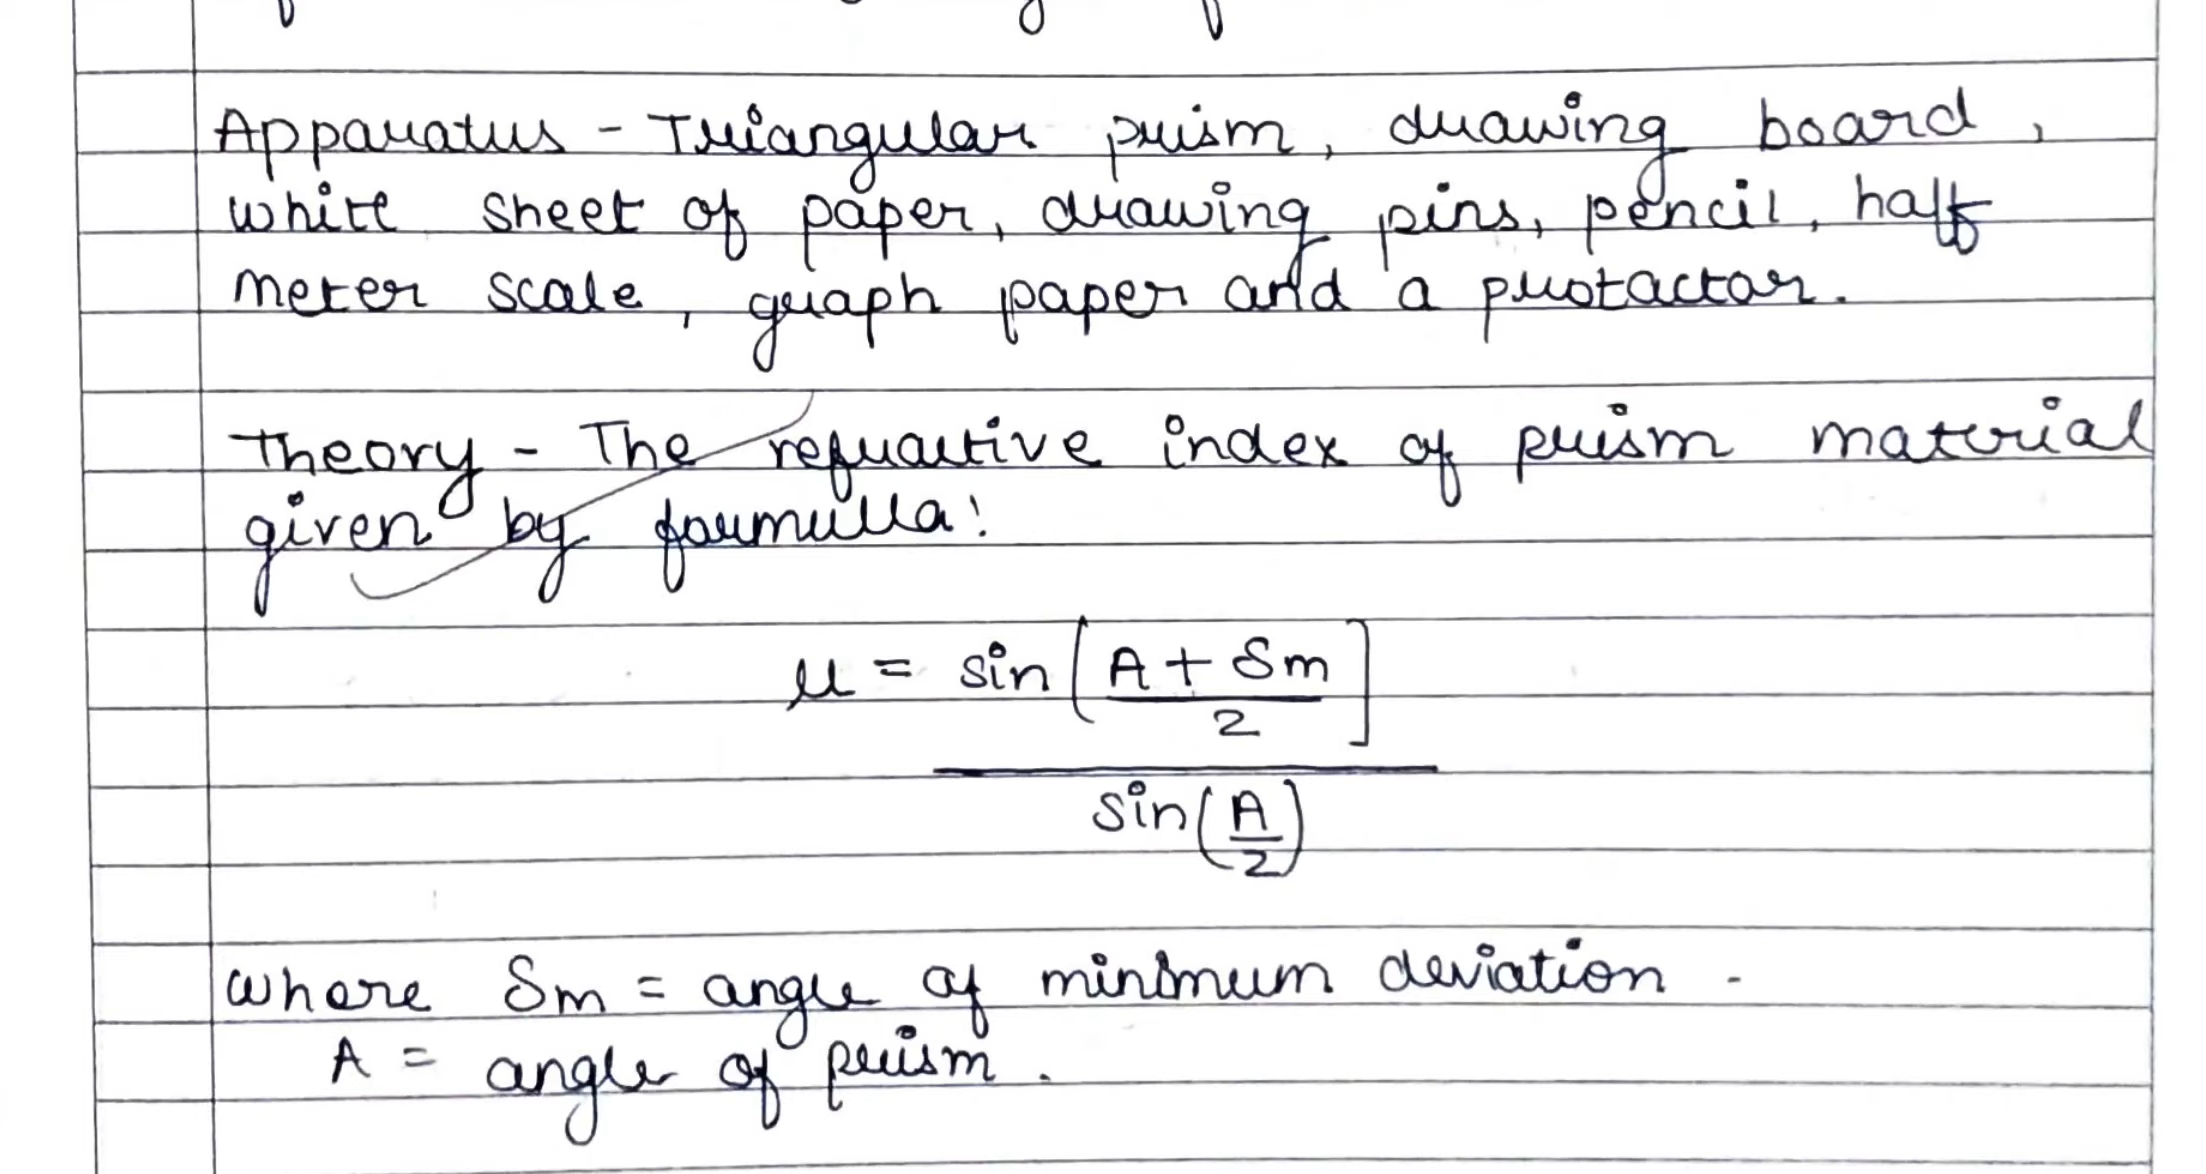 Apparatus - Triangular prism, drawing board,
white sheet of paper, drawing pins, pencil, half
meter scale, graph paper and a protactor.
Theory - The refractive index of prism material
given by formulla:
μ = sin [A + δm / 2]
sin (A / 2)
where δm = angle of minimum deviation.
A = angle of prism.